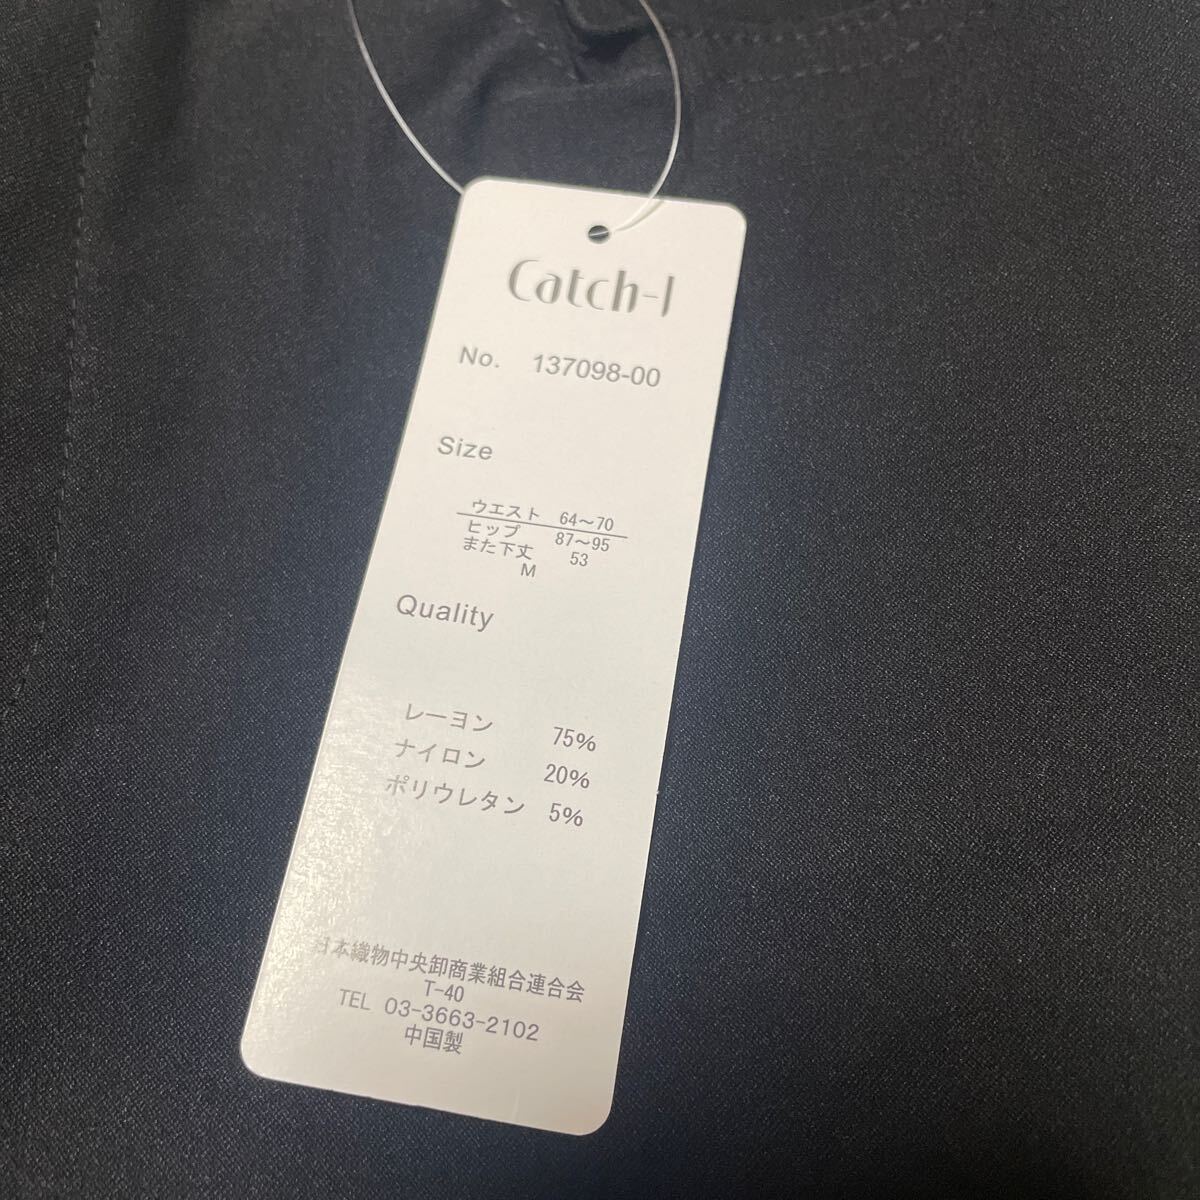 Catch-I
No. 137098-00
Size
ウエスト 64〜70
ヒップ 87〜95
また下丈 53
M
Quality
レーヨン 75%
ナイロン 20%
ポリウレタン 5%
日本織物中央卸商業組合連合会
T-40
TEL 03-3663-2102
中国製